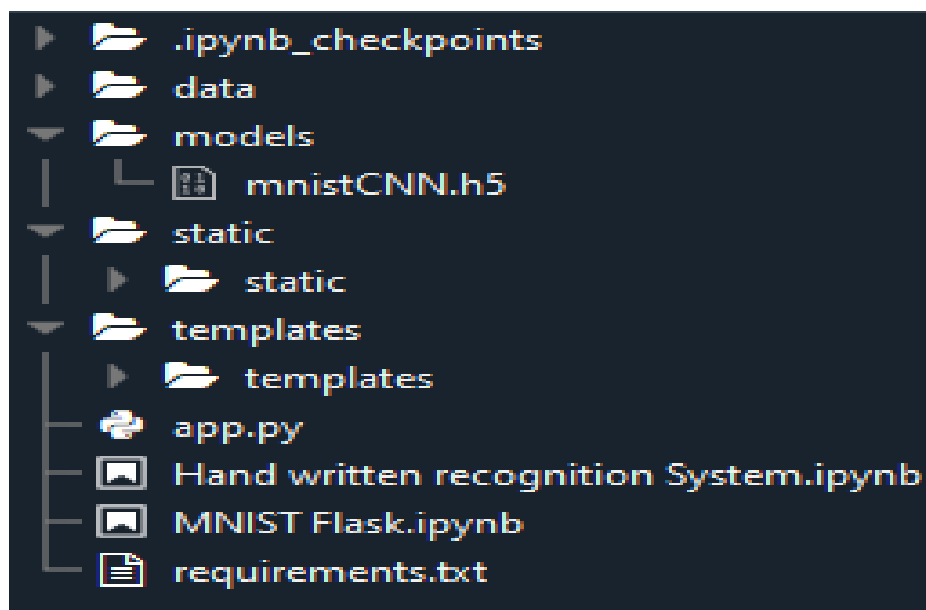 .ipynb_checkpoints
data
models
mnistCNN.h5
static
static
templates
templates
app.py
Hand written recognition System.ipynb
MNIST Flask.ipynb
requirements.txt